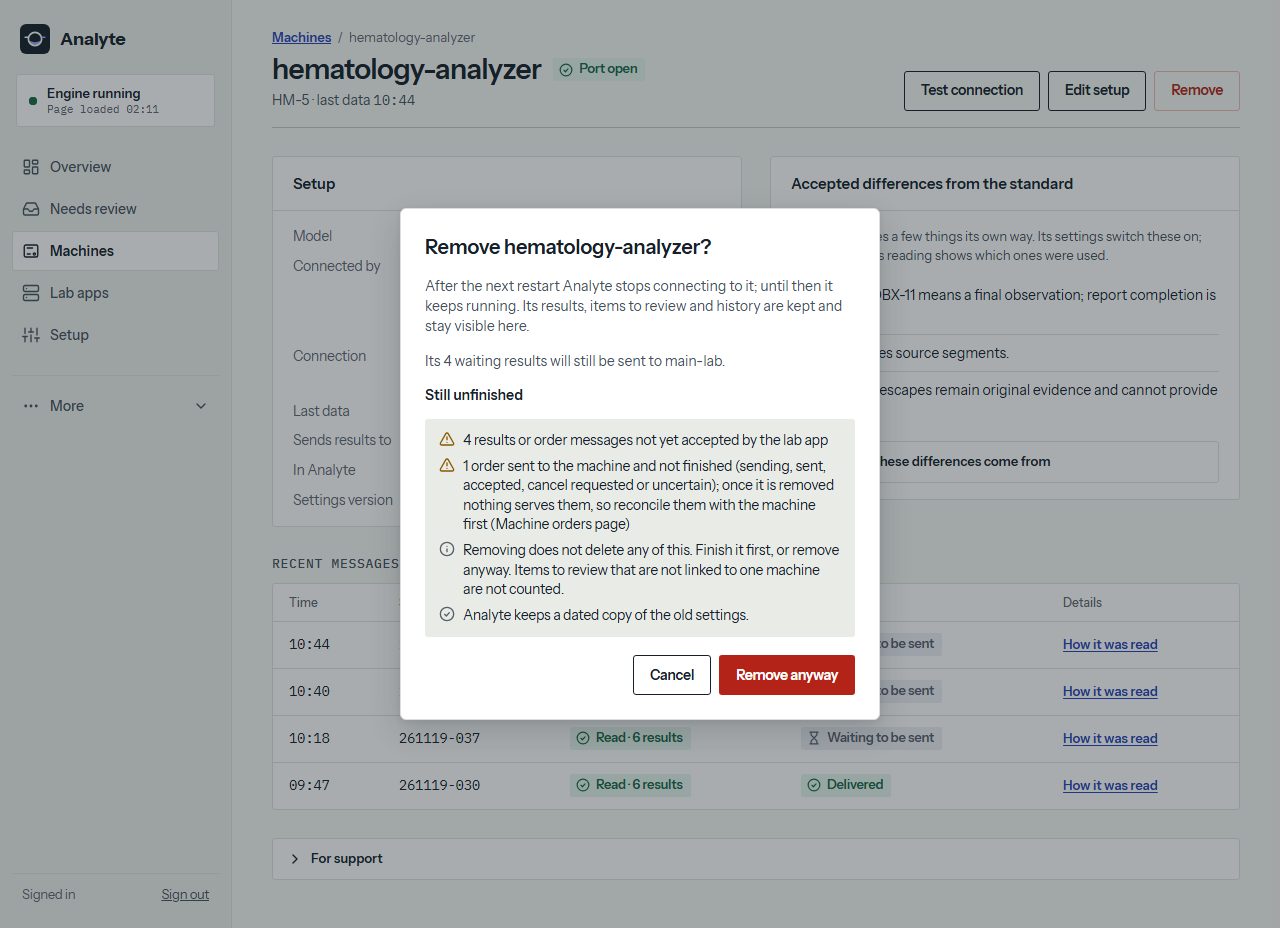 Analyte
Engine running
Page loaded 02:11
Overview
Needs review
Machines
Lab apps
Setup
More
Signed in
Sign out
Machines / hematology-analyzer
hematology-analyzer
Port open
HM-5 · last data 10:44
Test connection
Edit setup
Remove
Setup
Model
Connected by
Connection
Last data
Sends results to
In Analyte
Settings version
Accepted differences from the standard
a few things its own way. Its settings switch these on;
reading shows which ones were used.
OBX-11 means a final observation; report completion is
source segments.
escapes remain original evidence and cannot provide
these differences come from
Remove hematology-analyzer?
After the next restart Analyte stops connecting to it; until then it
keeps running. Its results, items to review and history are kept and
stay visible here.
Its 4 waiting results will still be sent to main-lab.
Still unfinished
4 results or order messages not yet accepted by the lab app
1 order sent to the machine and not finished (sending, sent,
accepted, cancel requested or uncertain); once it is removed
nothing serves them, so reconcile them with the machine
first (Machine orders page)
Removing does not delete any of this. Finish it first, or remove
anyway. Items to review that are not linked to one machine
are not counted.
Analyte keeps a dated copy of the old settings.
Cancel
Remove anyway
RECENT MESSAGES
Time
Details
10:44
to be sent
How it was read
10:40
to be sent
How it was read
10:18
261119-037
Read · 6 results
Waiting to be sent
How it was read
09:47
261119-030
Read · 6 results
Delivered
How it was read
For support